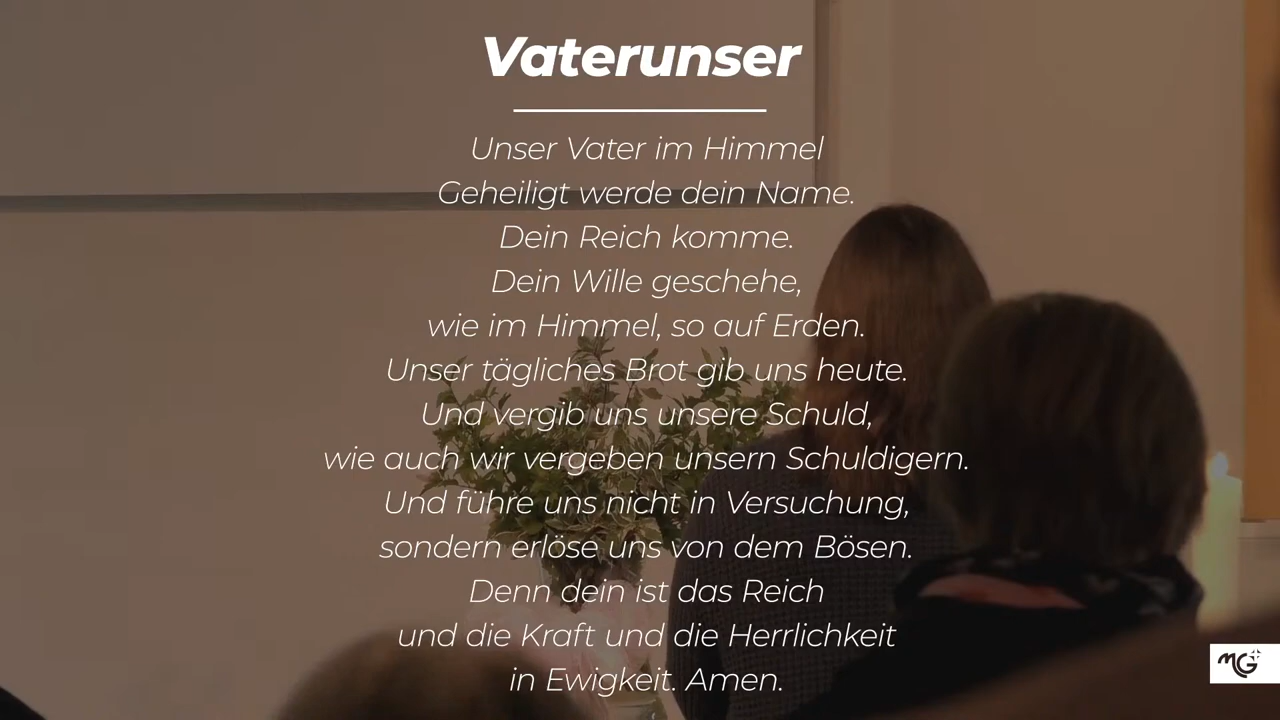 Vaterunser
Unser Vater im Himmel
Geheiligt werde dein Name.
Dein Reich komme.
Dein Wille geschehe,
wie im Himmel, so auf Erden.
Unser tägliches Brot gib uns heute.
Und vergib uns unsere Schuld,
wie auch wir vergeben unsern Schuldigern.
Und führe uns nicht in Versuchung,
sondern erlöse uns von dem Bösen.
Denn dein ist das Reich
und die Kraft und die Herrlichkeit
in Ewigkeit. Amen.
MG